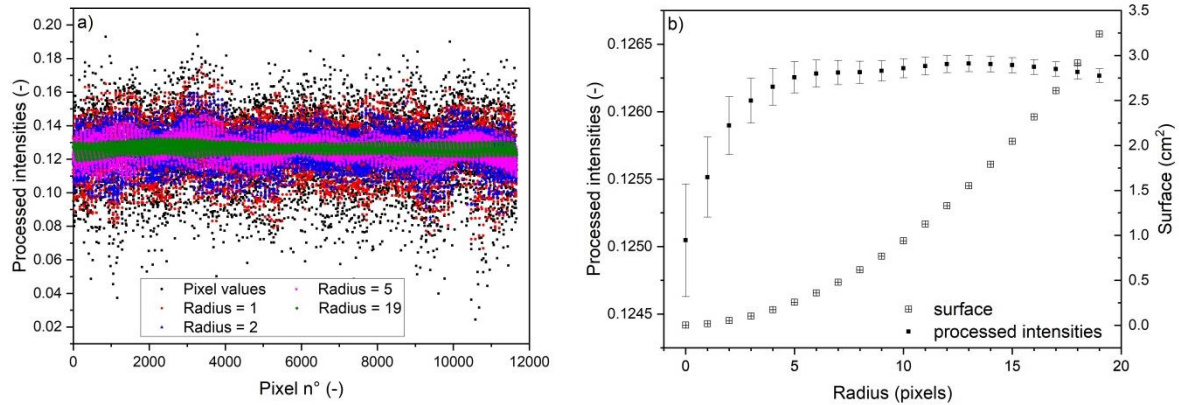 a)
Processed intensities (-)
0.20
0.18
0.16
0.14
0.12
0.10
0.08
0.06
0.04
0.02
Pixel values
Radius = 5
Radius = 1
Radius = 19
Radius = 2
0 2000 4000 6000 8000 10000 12000
Pixel n° (-)
b)
Processed intensities (-)
0.1265
0.1260
0.1255
0.1250
0.1245
3.5
3.0
2.5
2.0
1.5
1.0
0.5
0.0
Surface (cm²)
surface
processed intensities
0 5 10 15 20
Radius (pixels)